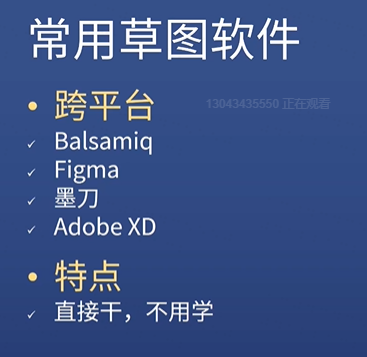 常用草图软件
• 跨平台
13043435550 正在观看
✓ Balsamiq
✓ Figma
✓ 墨刀
✓ Adobe XD
• 特点
✓ 直接干，不用学